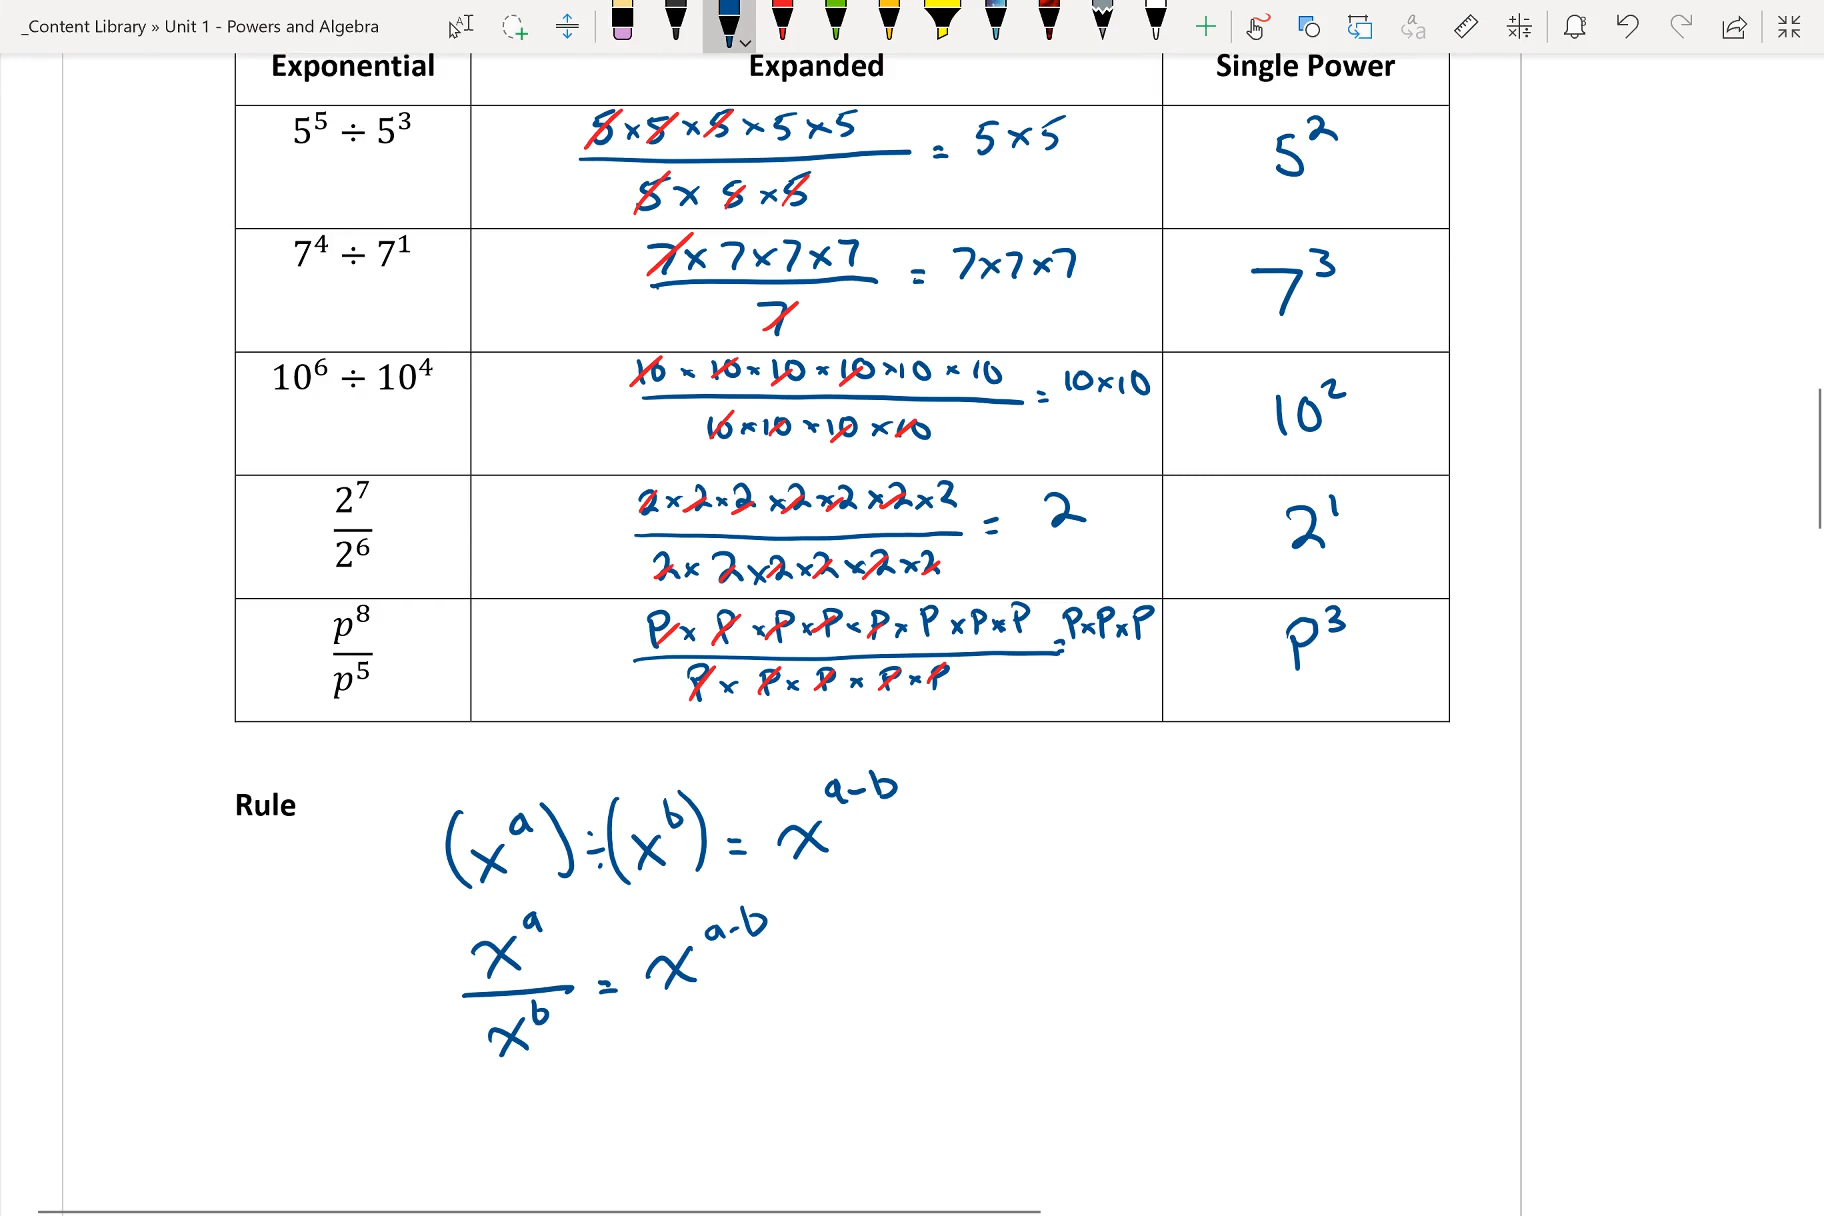 _Content Library » Unit 1 - Powers and Algebra
Exponential Expanded Single Power
5⁵ ÷ 5³ (5×5×5×5×5)/(5×5×5) = 5×5 5²
7⁴ ÷ 7¹ (7×7×7×7)/7 = 7×7×7 7³
10⁶ ÷ 10⁴ (10×10×10×10×10×10)/(10×10×10×10) = 10×10 10²
2⁷/2⁶ (2×2×2×2×2×2×2)/(2×2×2×2×2×2) = 2 2¹
p⁸/p⁵ (P×P×P×P×P×P×P×P)/(P×P×P×P×P) = P×P×P P³
Rule (xᵃ)÷(xᵇ) = xᵃ⁻ᵇ
xᵃ/xᵇ = xᵃ⁻ᵇ